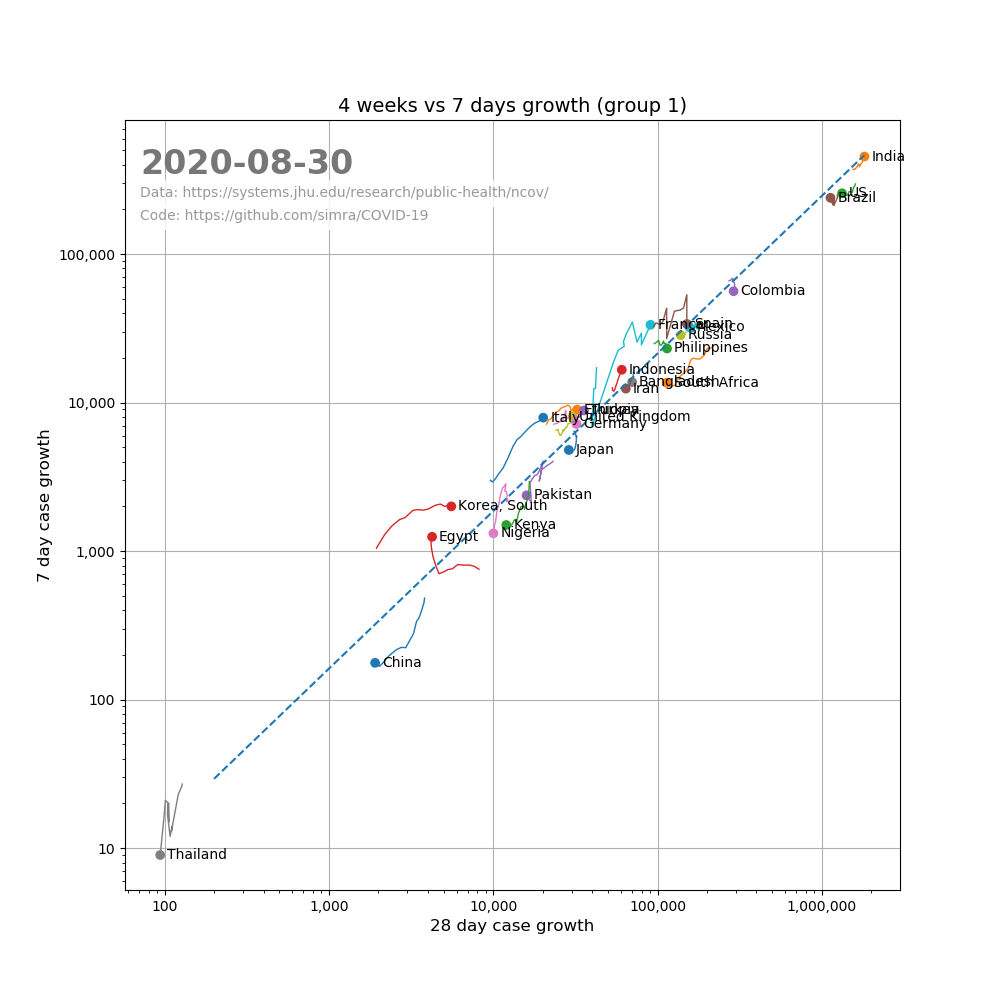 4 weeks vs 7 days growth (group 1)
2020-08-30
Data: https://systems.jhu.edu/research/public-health/ncov/
Code: https://github.com/simra/COVID-19
India
US
Brazil
100,000
Colombia
France
Spain
Mexico
Russia
Philippines
Indonesia
Bangladesh
South Africa
Iran
10,000
Turkey
Italy
United Kingdom
Germany
Japan
Pakistan
Korea, South
Kenya
Nigeria
Egypt
1,000
China
100
Thailand
10
7 day case growth
100
1,000
10,000
100,000
1,000,000
28 day case growth